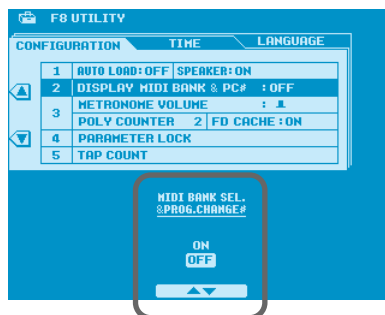 F8 UTILITY
CONFIGURATION TIME LANGUAGE
1 AUTO LOAD:OFF SPEAKER:ON
2 DISPLAY MIDI BANK & PC# :OFF
3 METRONOME VOLUME :
POLY COUNTER 2 FD CACHE:ON
4 PARAMETER LOCK
5 TAP COUNT
MIDI BANK SEL.
&PROG.CHANGE#
ON
OFF